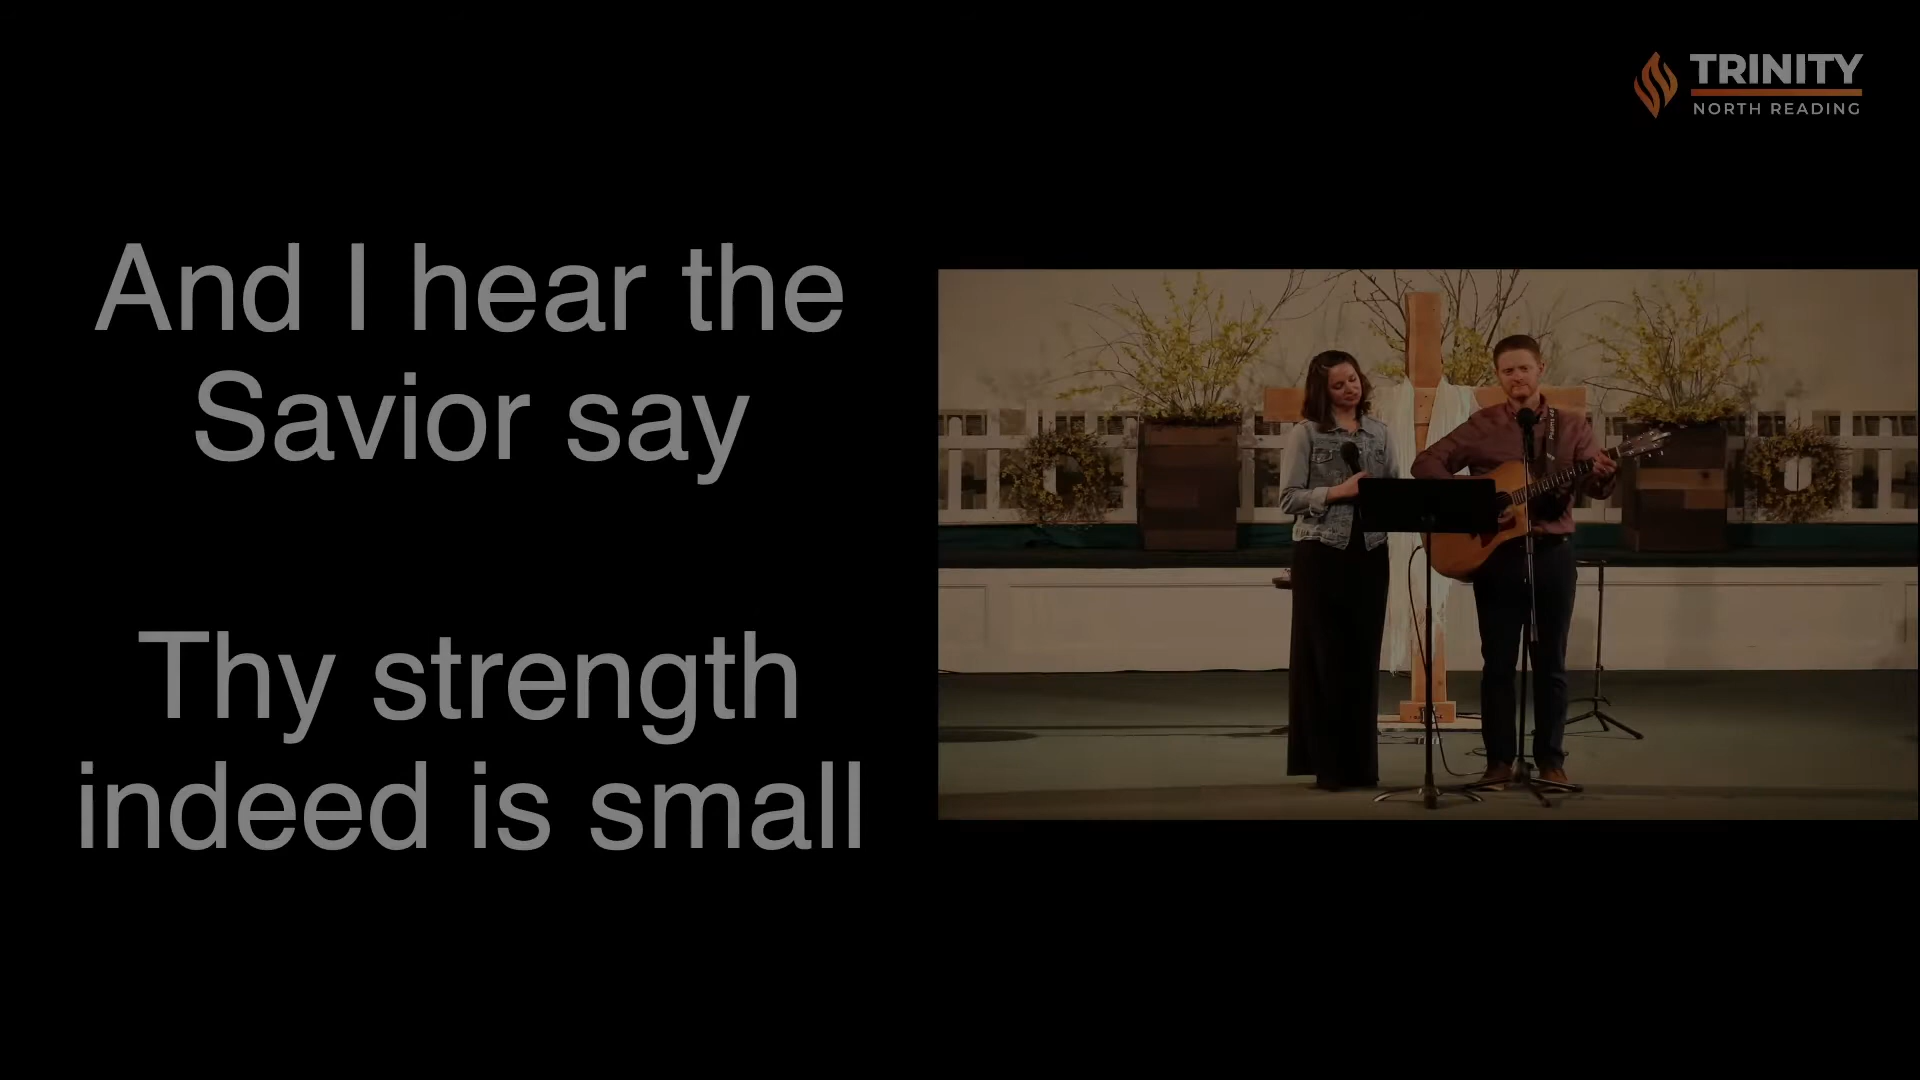 TRINITY
NORTH READING
And I hear the
Savior say
Thy strength
indeed is small